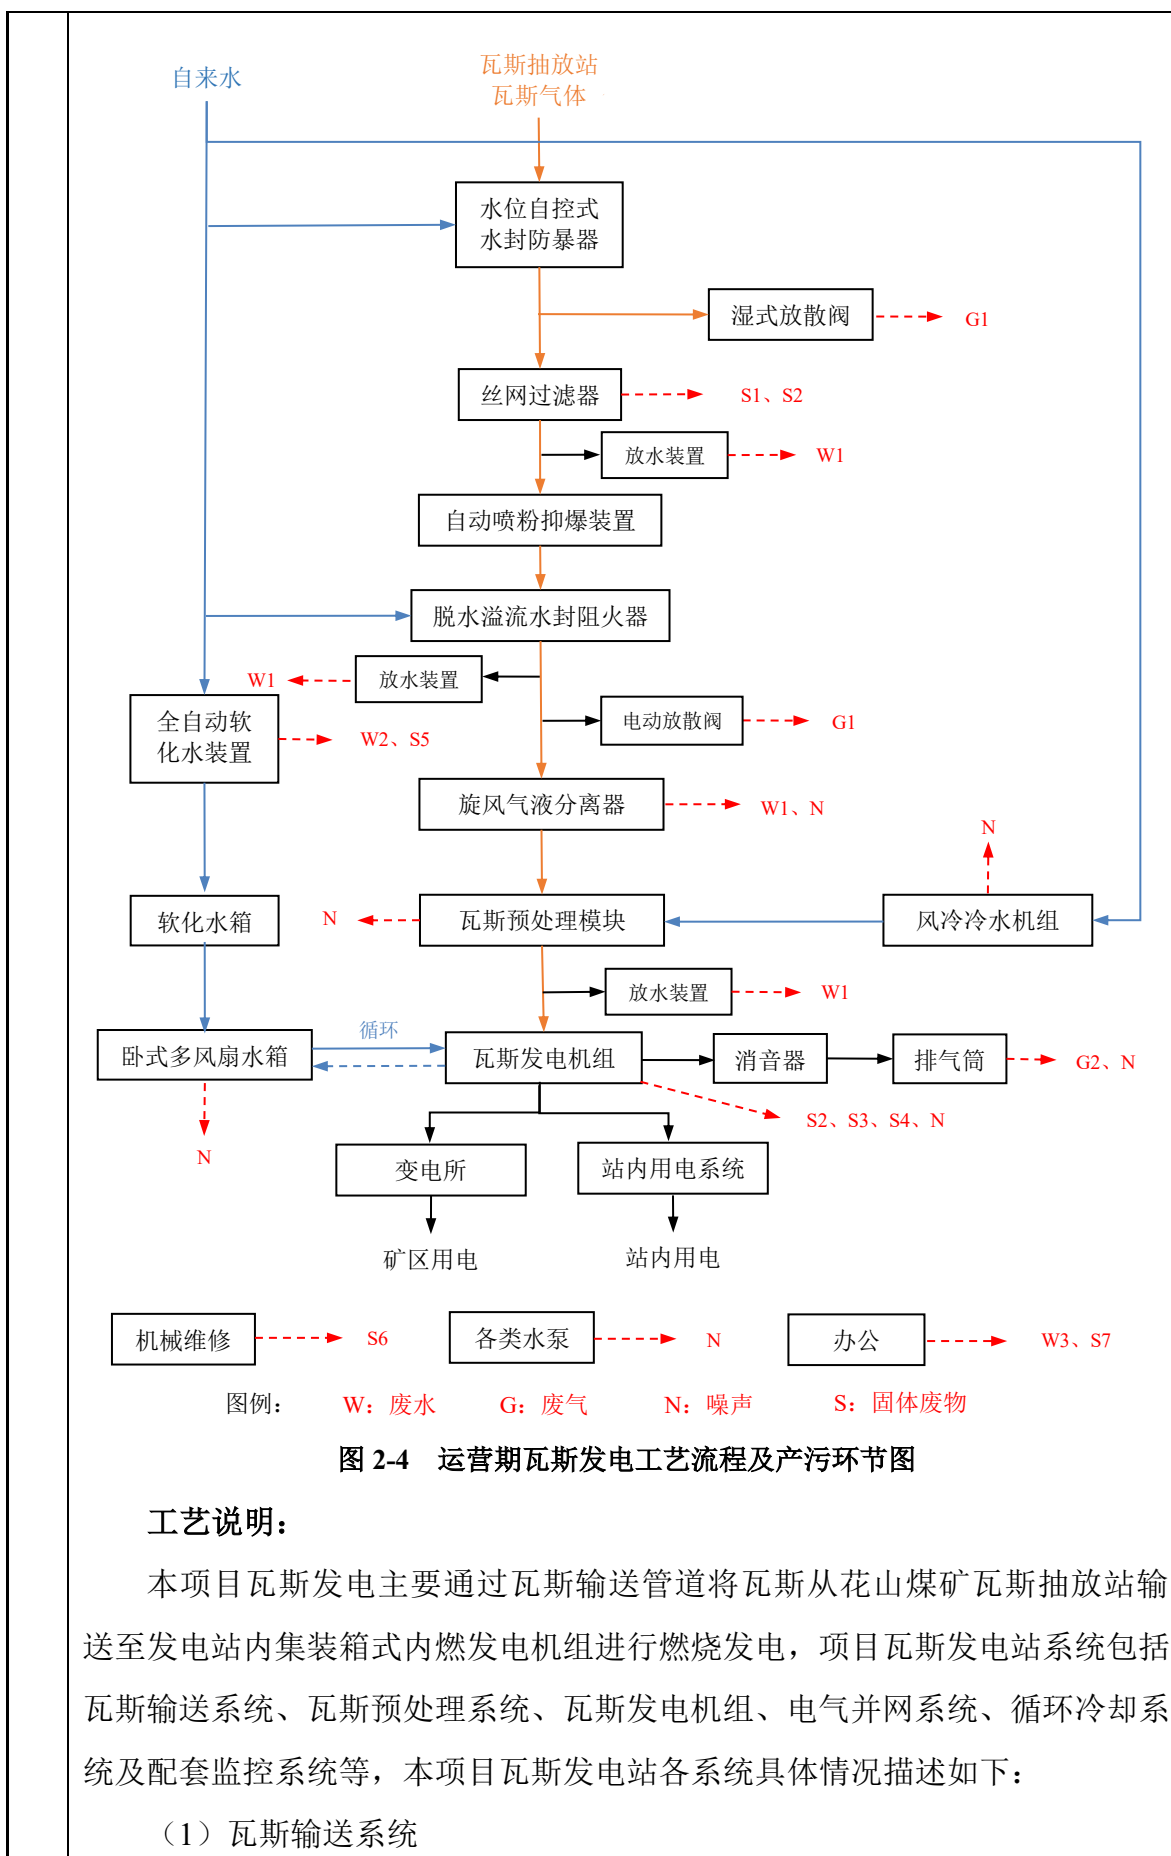 自来水
瓦斯抽放站
瓦斯气体
水位自控式
水封防暴器
湿式放散阀
G1
丝网过滤器
S1、S2
放水装置
W1
自动喷粉抑爆装置
脱水溢流水封阻火器
W1
放水装置
全自动软
化水装置
W2、S5
电动放散阀
G1
旋风气液分离器
W1、N
N
软化水箱
N
瓦斯预处理模块
风冷冷水机组
放水装置
W1
卧式多风扇水箱
循环
瓦斯发电机组
消音器
排气筒
G2、N
S2、S3、S4、N
N
变电所
站内用电系统
矿区用电
站内用电
机械维修
S6
各类水泵
N
办公
W3、S7
图例： W：废水 G：废气 N：噪声 S：固体废物
图 2-4 运营期瓦斯发电工艺流程及产污环节图
工艺说明：
本项目瓦斯发电主要通过瓦斯输送管道将瓦斯从花山煤矿瓦斯抽放站输
送至发电站内集装箱式内燃发电机组进行燃烧发电，项目瓦斯发电站系统包括
瓦斯输送系统、瓦斯预处理系统、瓦斯发电机组、电气并网系统、循环冷却系
统及配套监控系统等，本项目瓦斯发电站各系统具体情况描述如下：
（1）瓦斯输送系统